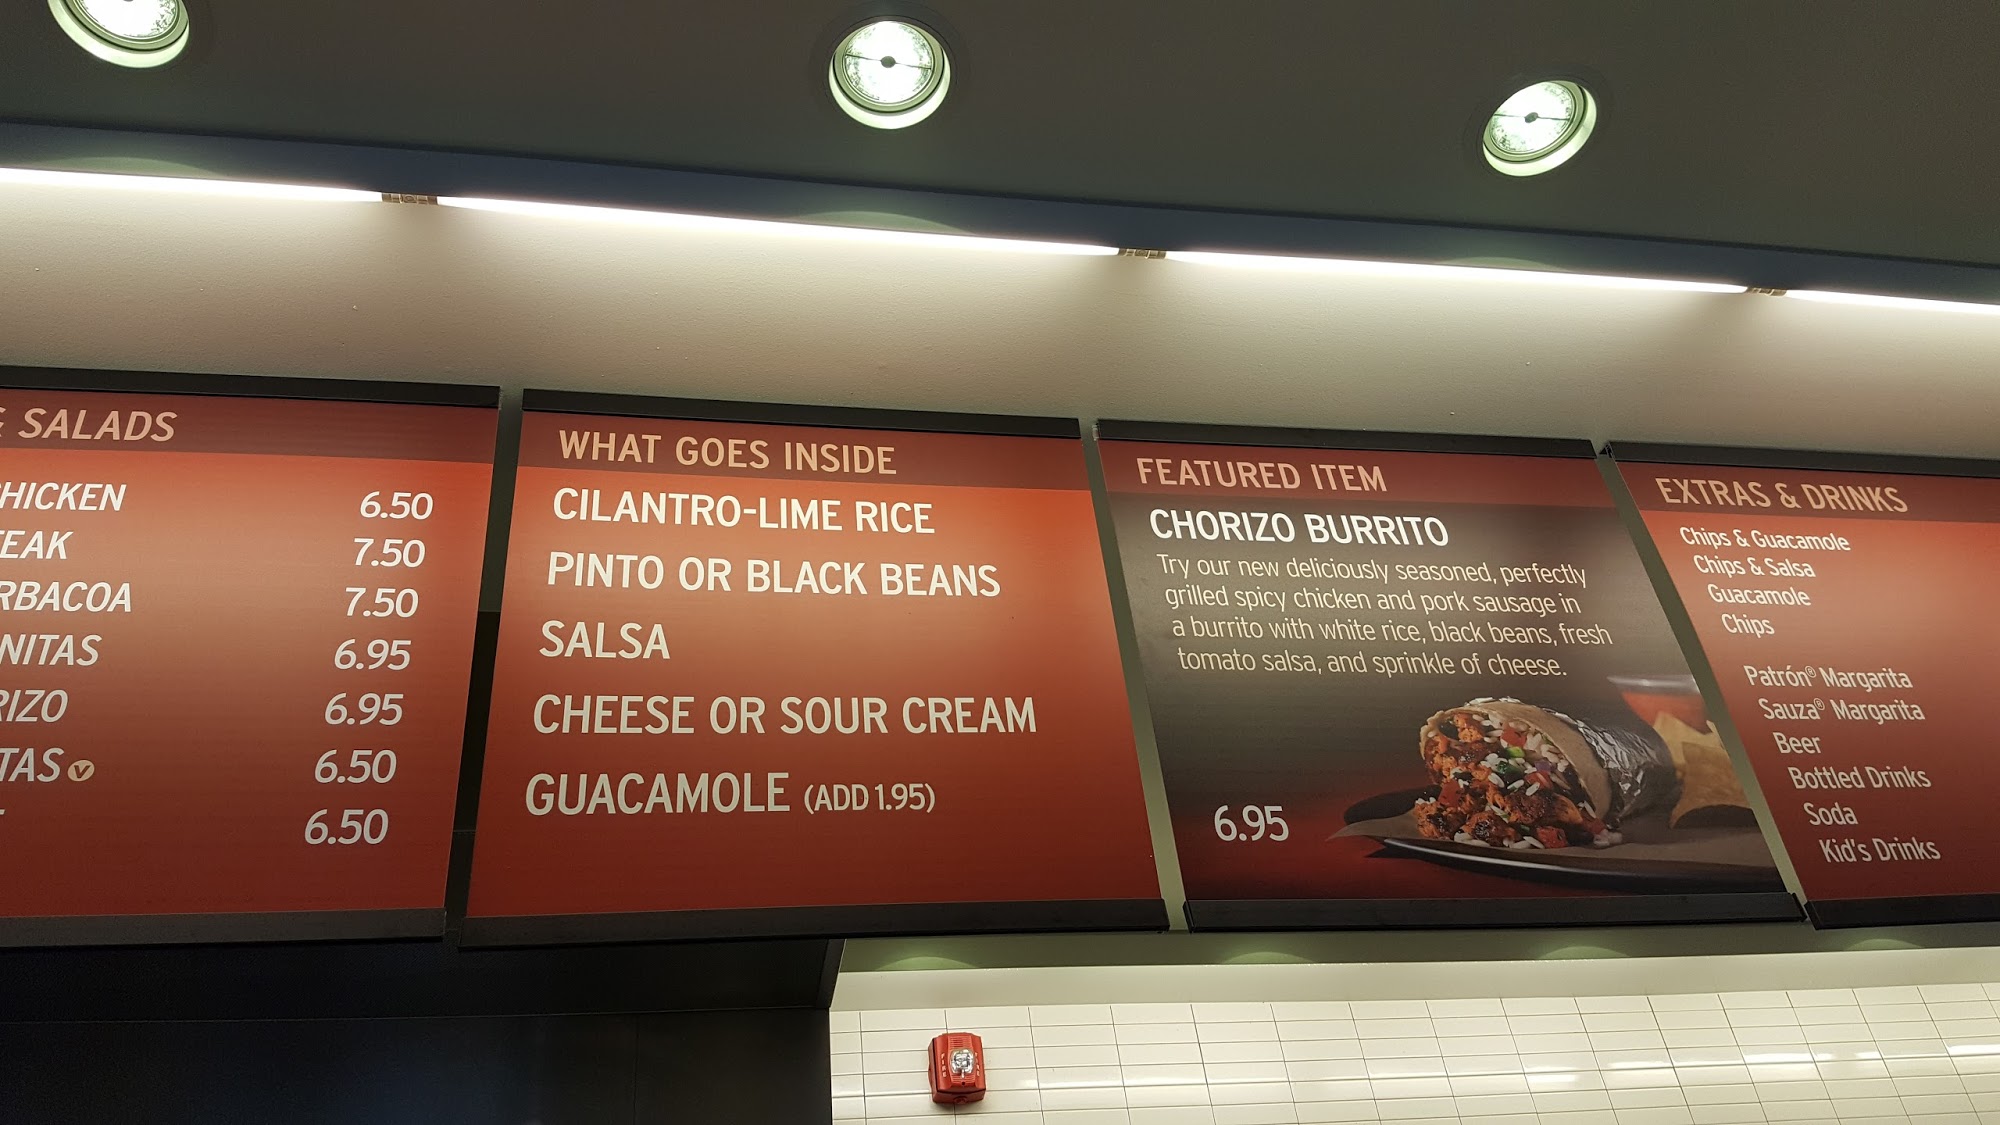 & SALADS
6.50
7.50
RBACOA 7.50
NITAS 6.95
RIZO 6.95
TAS V 6.50
6.50
WHAT GOES INSIDE
CILANTRO-LIME RICE
PINTO OR BLACK BEANS
SALSA
CHEESE OR SOUR CREAM
GUACAMOLE (ADD 1.95)
FEATURED ITEM
CHORIZO BURRITO
Try our new deliciously seasoned, perfectly
grilled spicy chicken and pork sausage in
a burrito with white rice, black beans, fresh
tomato salsa, and sprinkle of cheese.
6.95
EXTRAS & DRINKS
Chips & Guacamole
Chips & Salsa
Guacamole
Chips
Patrón® Margarita
Sauza® Margarita
Beer
Bottled Drinks
Soda
Kid's Drinks
FIRE